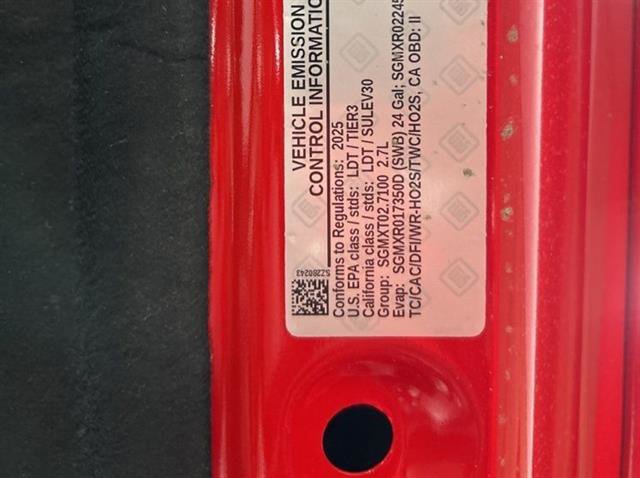 VEHICLE EMISSION
CONTROL INFORMATION
Conforms to Regulations: 2025
U.S. EPA class / stds: LDT / TIER3
California class / stds: LDT / SULEV30
Group: SGMXT02.7100 2.7L
Evap: SGMXR017350D (SWB) 24 Gal; SGMXR02245
TC/CAC/DFI/WR-HO2S/TWC/HO2S, CA OBD: II
SZ2B0243